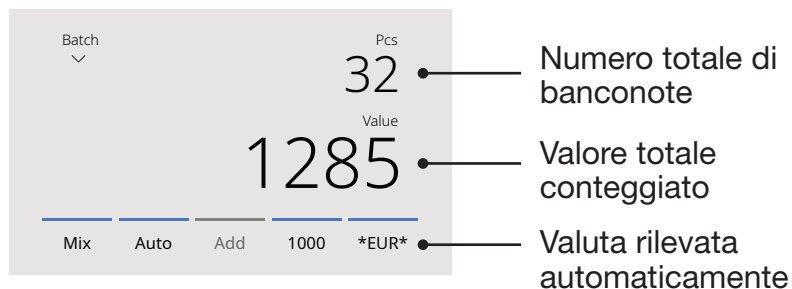 Batch
Pcs
32
Numero totale di
banconote
Value
1285
Valore totale
conteggiato
Mix Auto Add 1000 *EUR*
Valuta rilevata
automaticamente